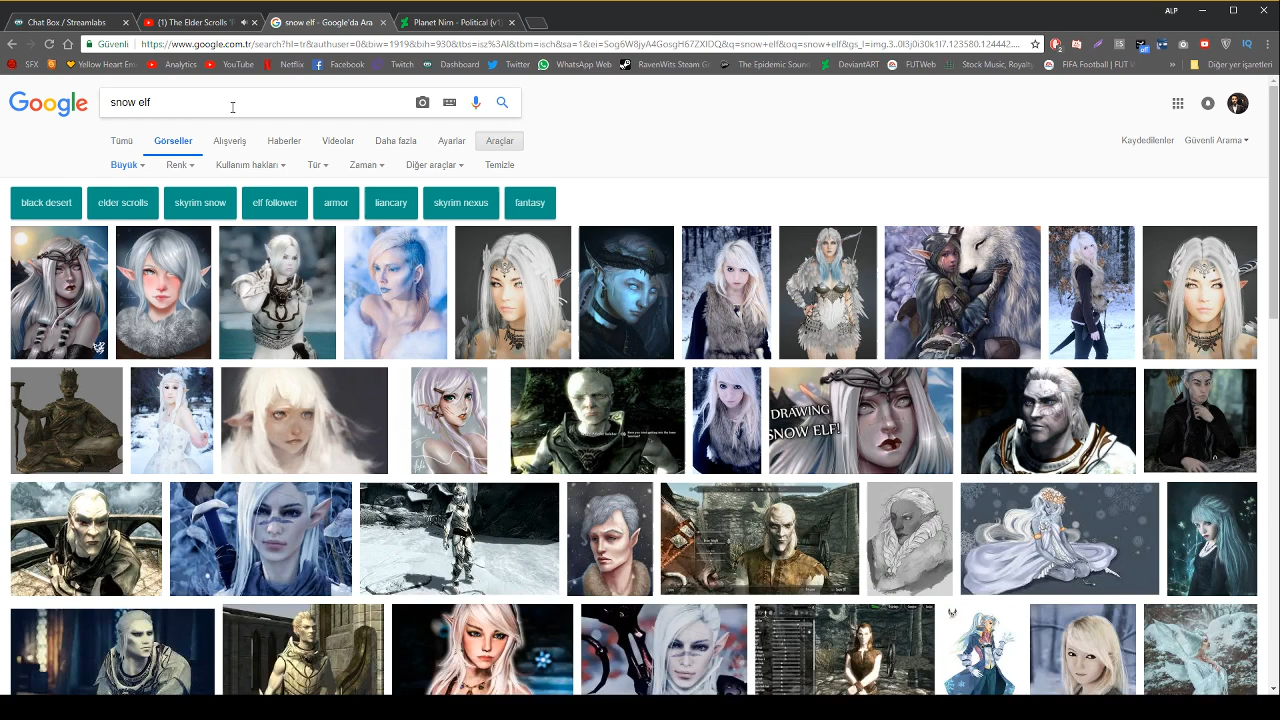 ALP
Chat Box / Streamlabs
(1) The Elder Scrolls "
snow elf - Google'da Ara
Planet Nirn - Political (v1)
Güvenli
https://www.google.com.tr/search?hl=tr&authuser=0&biw=1919&bih=930&tbs=isz%3Al&tbm=isch&sa=1&ei=Sog6W8jyA4GosgH67ZXIDQ&q=snow+elf&oq=snow+elf&gs_l=img.3..0l3j0i30k1l7.123580.124442....
SFX
Yellow Heart Em
Analytics
YouTube
Netflix
Facebook
Twitch
Dashboard
Twitter
WhatsApp Web
RavenWits Steam Gr
The Epidemic Soun
DeviantART
FUTWeb
Stock Music, Royalty
FIFA Football | FUT W
»
Diğer yer işaretleri
Google
snow elf
Tümü
Görseller
Alışveriş
Haberler
Videolar
Daha fazla
Ayarlar
Araçlar
Kaydedilenler
Güvenli Arama
Büyük
Renk
Kullanım hakları
Tür
Zaman
Diğer araçlar
Temizle
black desert
elder scrolls
skyrim snow
elf follower
armor
liancary
skyrim nexus
fantasy
DRAWING
SNOW ELF!